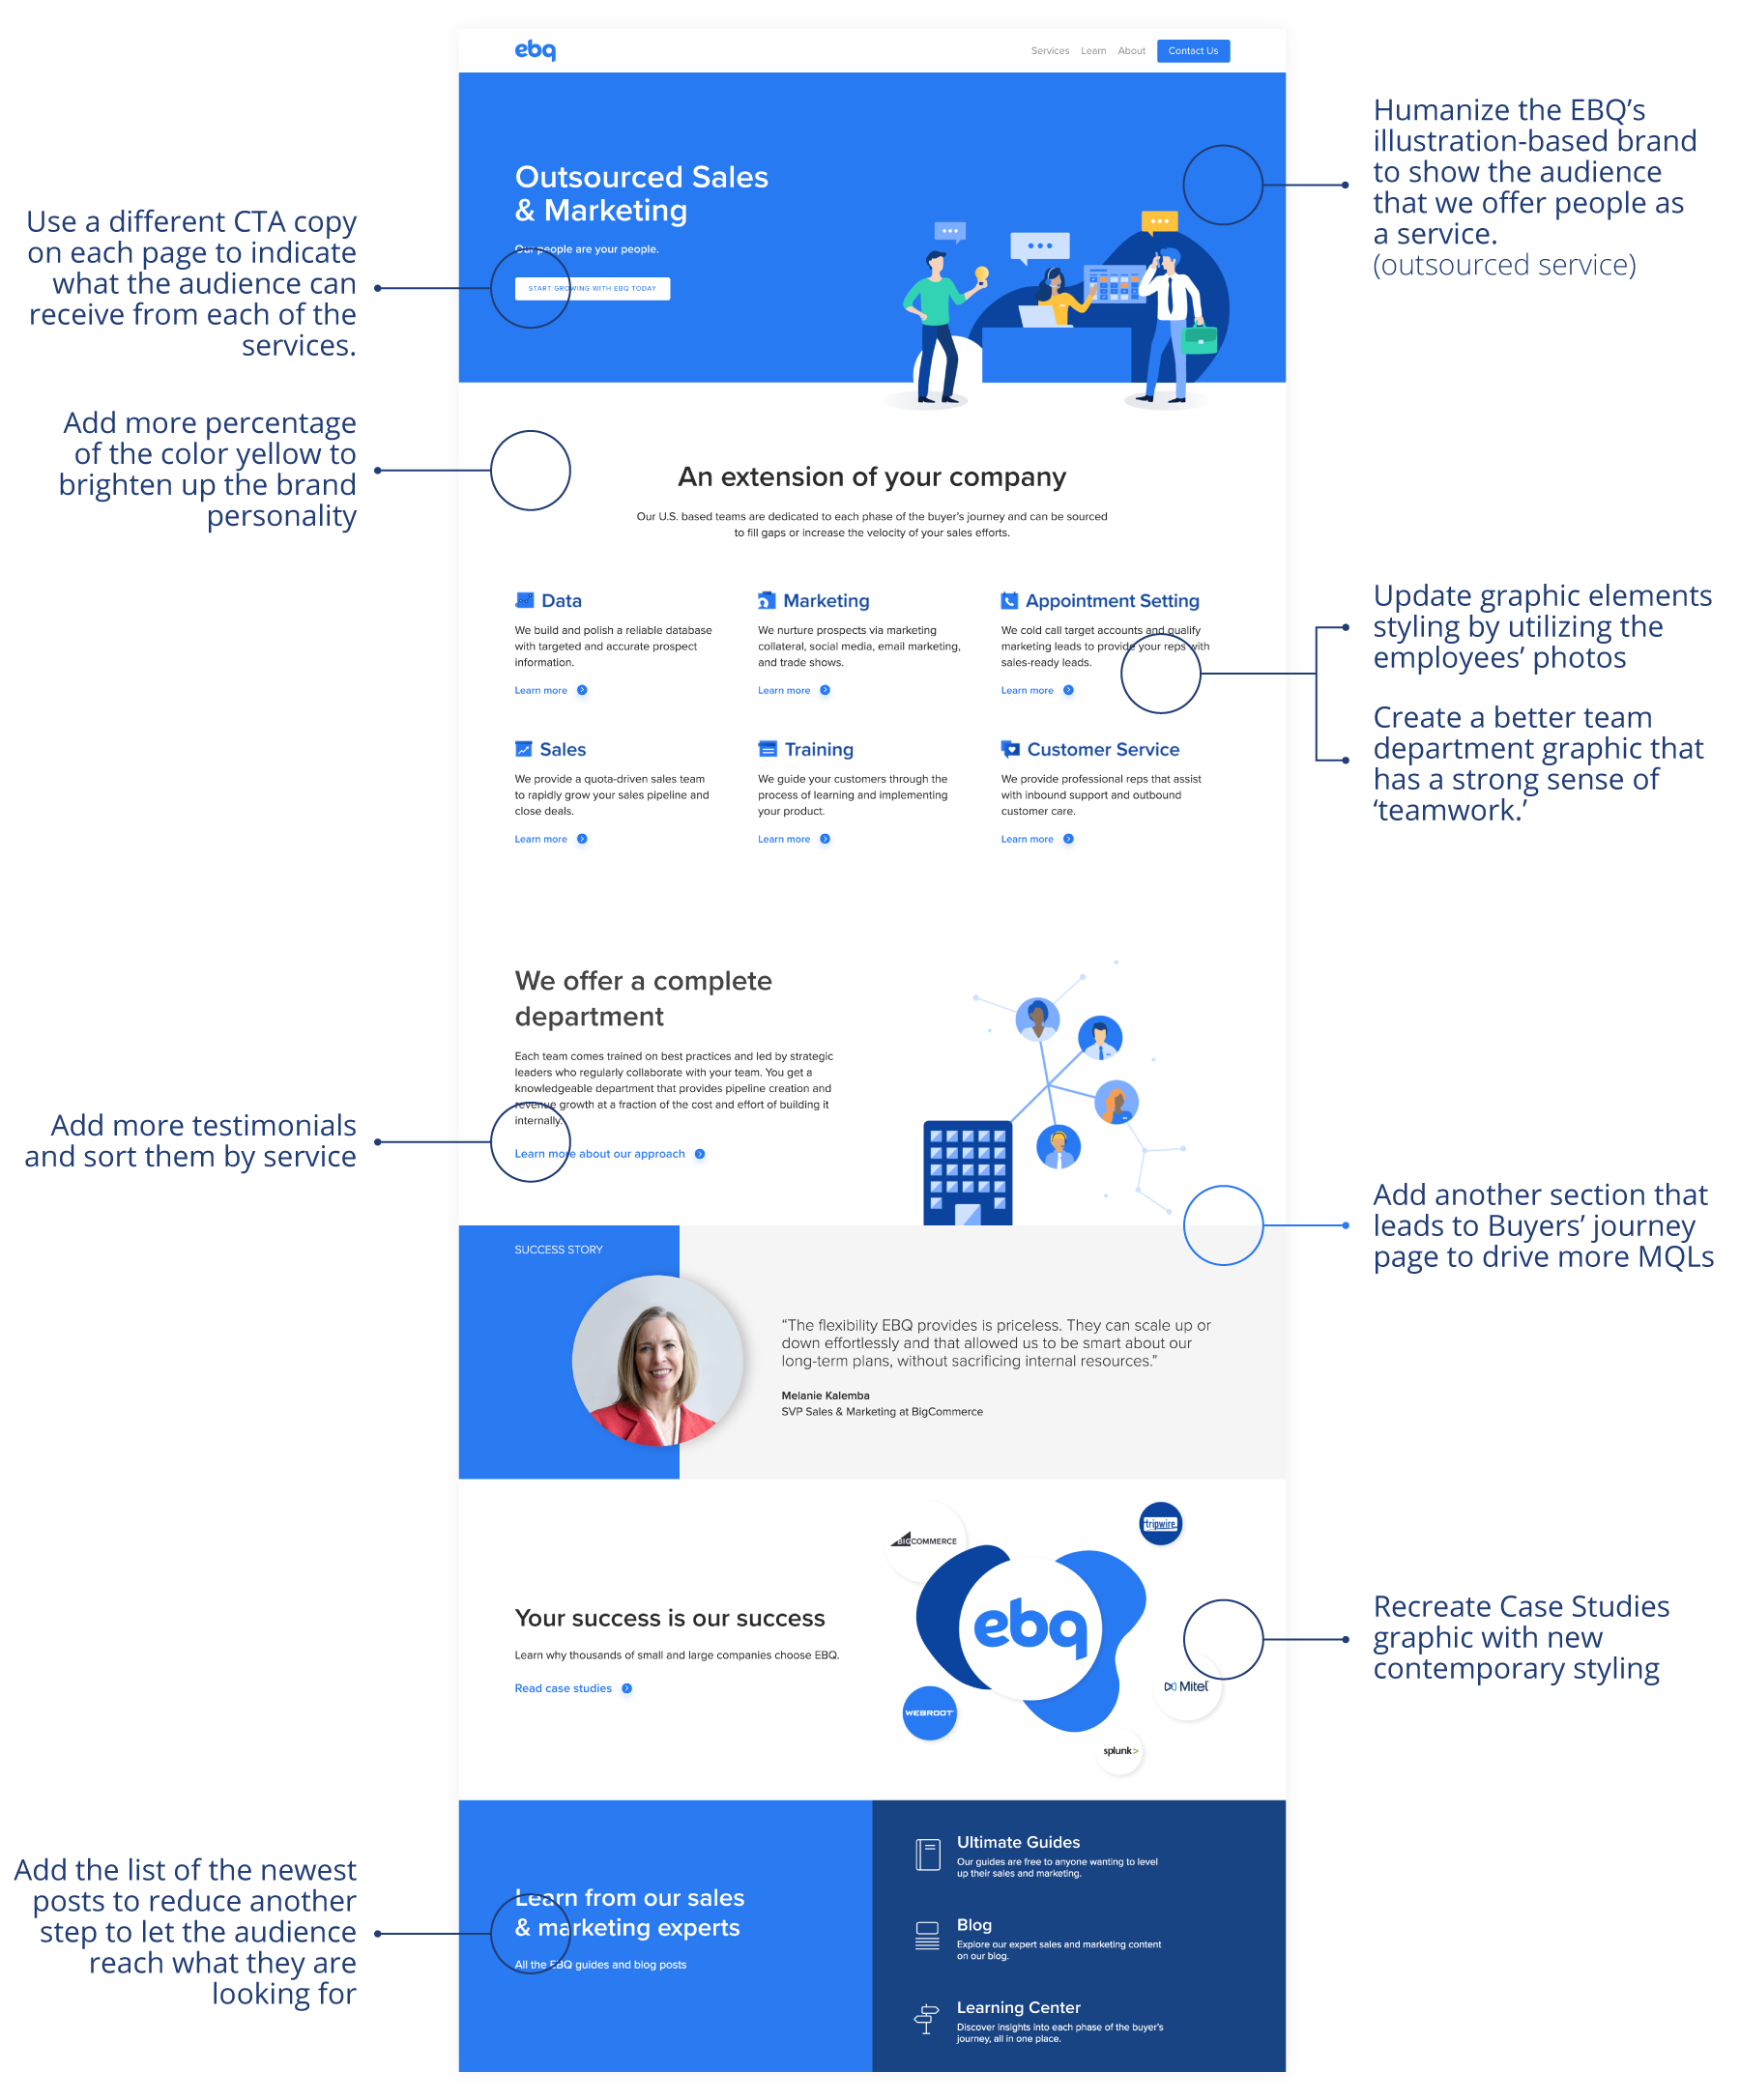 ebq
Services Learn About Contact Us
Outsourced Sales
& Marketing
Our people are your people.
START GROWING WITH EBQ TODAY
Humanize the EBQ’s
illustration-based brand
to show the audience
that we offer people as
a service.
(outsourced service)
Use a different CTA copy
on each page to indicate
what the audience can
receive from each of the
services.
Add more percentage
of the color yellow to
brighten up the brand
personality
An extension of your company
Our U.S. based teams are dedicated to each phase of the buyer’s journey and can be sourced
to fill gaps or increase the velocity of your sales efforts.
Data
We build and polish a reliable database
with targeted and accurate prospect
information.
Learn more
Marketing
We nurture prospects via marketing
collateral, social media, email marketing,
and trade shows.
Learn more
Appointment Setting
We cold call target accounts and qualify
marketing leads to provide your reps with
sales-ready leads.
Learn more
Update graphic elements
styling by utilizing the
employees’ photos
Create a better team
department graphic that
has a strong sense of
‘teamwork.’
Sales
We provide a quota-driven sales team
to rapidly grow your sales pipeline and
close deals.
Learn more
Training
We guide your customers through the
process of learning and implementing
your product.
Learn more
Customer Service
We provide professional reps that assist
with inbound support and outbound
customer care.
Learn more
We offer a complete
department
Each team comes trained on best practices and led by strategic
leaders who regularly collaborate with your team. You get a
knowledgeable department that provides pipeline creation and
revenue growth at a fraction of the cost and effort of building it
internally.
Learn more about our approach
Add more testimonials
and sort them by service
Add another section that
leads to Buyers’ journey
page to drive more MQLs
SUCCESS STORY
“The flexibility EBQ provides is priceless. They can scale up or
down effortlessly and that allowed us to be smart about our
long-term plans, without sacrificing internal resources.”
Melanie Kalemba
SVP Sales & Marketing at BigCommerce
Your success is our success
Learn why thousands of small and large companies choose EBQ.
Read case studies
BIGCOMMERCE
tripwire
ebq
Mitel
WEBROOT
splunk>
Recreate Case Studies
graphic with new
contemporary styling
Add the list of the newest
posts to reduce another
step to let the audience
reach what they are
looking for
Learn from our sales
& marketing experts
All the EBQ guides and blog posts
Ultimate Guides
Our guides are free to anyone wanting to level
up their sales and marketing.
Blog
Explore our expert sales and marketing content
on our blog.
Learning Center
Discover insights into each phase of the buyer’s
journey, all in one place.